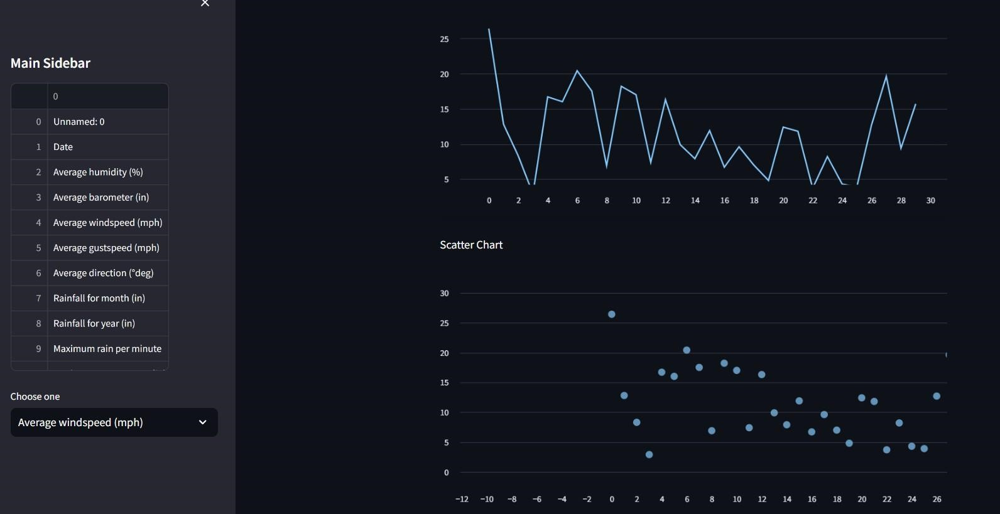 Main Sidebar
0
0 Unnamed: 0
1 Date
2 Average humidity (%)
3 Average barometer (in)
4 Average windspeed (mph)
5 Average gustspeed (mph)
6 Average direction (°deg)
7 Rainfall for month (in)
8 Rainfall for year (in)
9 Maximum rain per minute
Choose one
Average windspeed (mph)
25
20
15
10
5
0 2 4 6 8 10 12 14 16 18 20 22 24 26 28 30
Scatter Chart
30
25
20
15
10
5
0
−12 −10 −8 −6 −4 −2 0 2 4 6 8 10 12 14 16 18 20 22 24 26